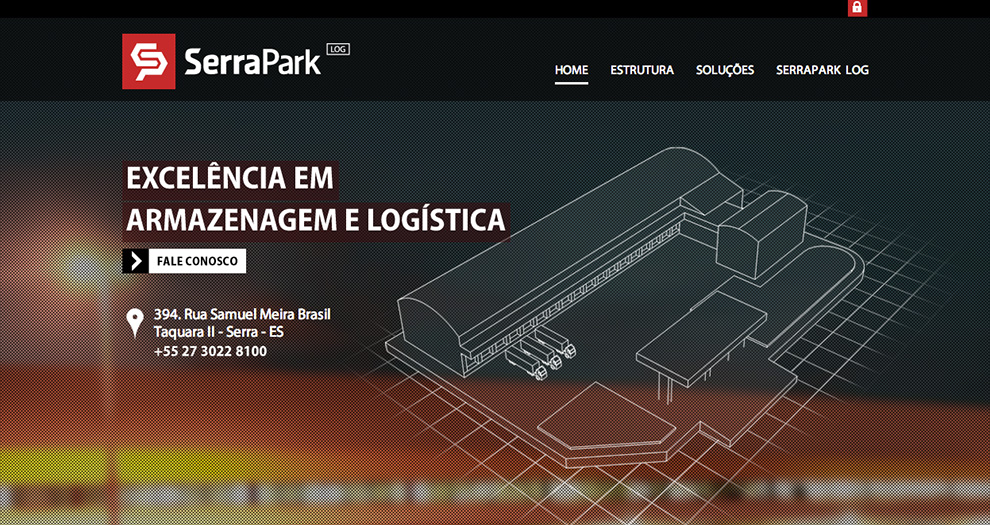 SerraPark LOG
HOME ESTRUTURA SOLUÇÕES SERRAPARK LOG
EXCELÊNCIA EM
ARMAZENAGEM E LOGÍSTICA
FALE CONOSCO
394. Rua Samuel Meira Brasil
Taquara II - Serra - ES
+55 27 3022 8100